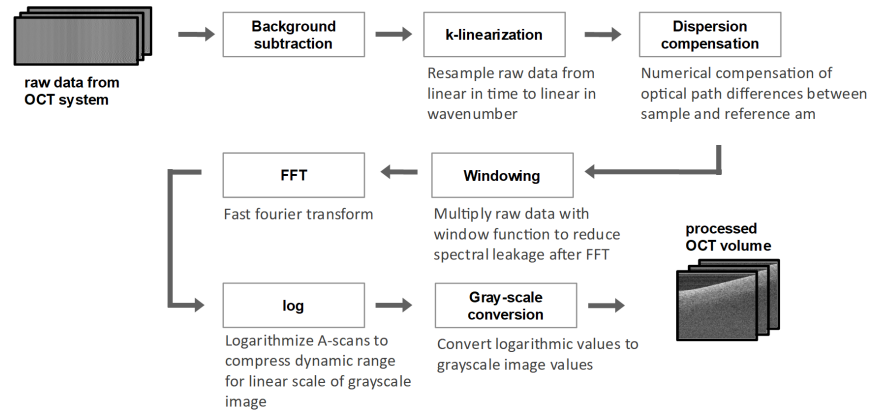 raw data from
OCT system
Background
subtraction
k-linearization
Resample raw data from
linear in time to linear in
wavenumber
Dispersion
compensation
Numerical compensation of
optical path differences between
sample and reference am
Windowing
Multiply raw data with
window function to reduce
spectral leakage after FFT
FFT
Fast fourier transform
log
Logarithmize A-scans to
compress dynamic range
for linear scale of grayscale
image
Gray-scale
conversion
Convert logarithmic values to
grayscale image values
processed
OCT volume